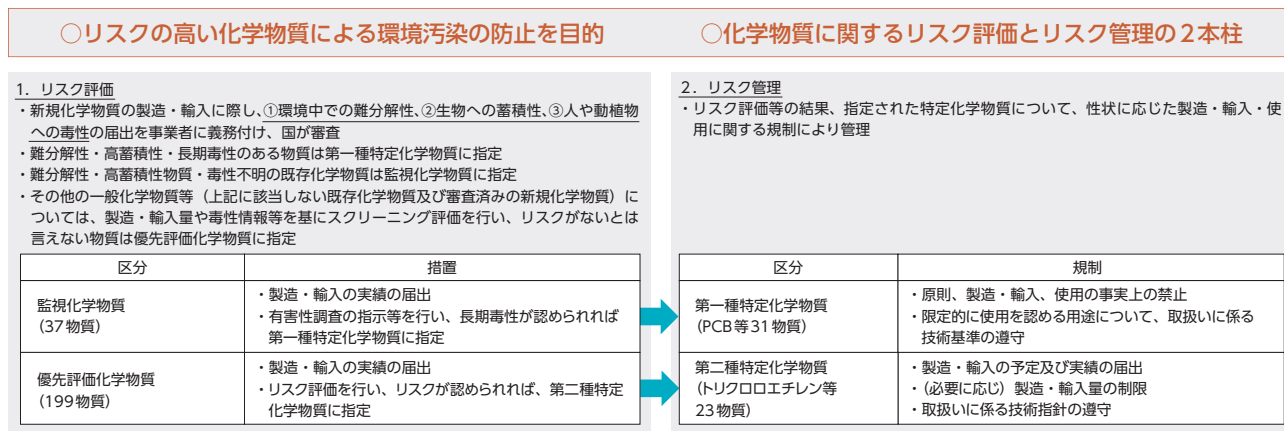 ○リスクの高い化学物質による環境汚染の防止を目的
○化学物質に関するリスク評価とリスク管理の２本柱
1．リスク評価
・新規化学物質の製造・輸入に際し、①環境中での難分解性、②生物への蓄積性、③人や動植物
への毒性の届出を事業者に義務付け、国が審査
・難分解性・高蓄積性・長期毒性のある物質は第一種特定化学物質に指定
・難分解性・高蓄積性物質・毒性不明の既存化学物質は監視化学物質に指定
・その他の一般化学物質等（上記に該当しない既存化学物質及び審査済みの新規化学物質）に
ついては、製造・輸入量や毒性情報等を基にスクリーニング評価を行い、リスクがないとは
言えない物質は優先評価化学物質に指定
区分
措置
監視化学物質
（37物質）
・製造・輸入の実績の届出
・有害性調査の指示等を行い、長期毒性が認められれば
第一種特定化学物質に指定
優先評価化学物質
（199物質）
・製造・輸入の実績の届出
・リスク評価を行い、リスクが認められれば、第二種特定
化学物質に指定
2．リスク管理
・リスク評価等の結果、指定された特定化学物質について、性状に応じた製造・輸入・使
用に関する規制により管理
区分
規制
第一種特定化学物質
（PCB等31物質）
・原則、製造・輸入、使用の事実上の禁止
・限定的に使用を認める用途について、取扱いに係る
技術基準の遵守
第二種特定化学物質
（トリクロロエチレン等
23物質）
・製造・輸入の予定及び実績の届出
・（必要に応じ）製造・輸入量の制限
・取扱いに係る技術指針の遵守